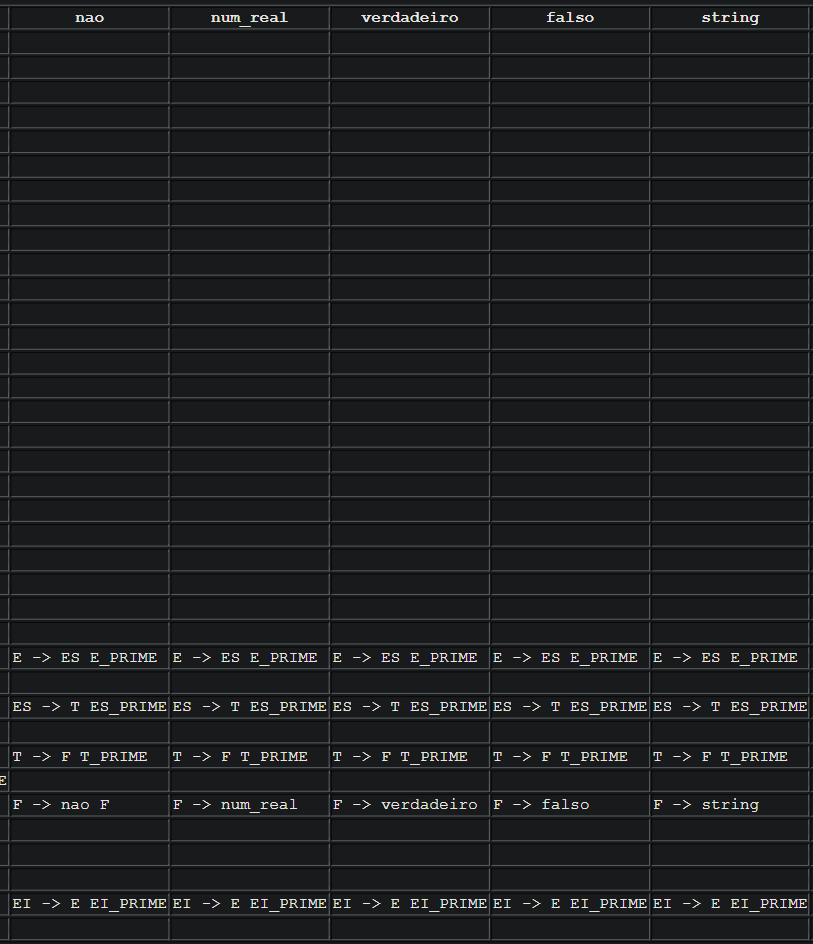 nao num_real verdadeiro falso string
E -> ES E_PRIME E -> ES E_PRIME E -> ES E_PRIME E -> ES E_PRIME E -> ES E_PRIME
ES -> T ES_PRIME ES -> T ES_PRIME ES -> T ES_PRIME ES -> T ES_PRIME ES -> T ES_PRIME
T -> F T_PRIME T -> F T_PRIME T -> F T_PRIME T -> F T_PRIME T -> F T_PRIME
E
F -> nao F F -> num_real F -> verdadeiro F -> falso F -> string
EI -> E EI_PRIME EI -> E EI_PRIME EI -> E EI_PRIME EI -> E EI_PRIME EI -> E EI_PRIME